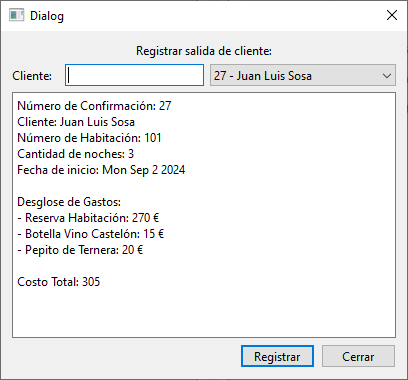 Dialog
Registrar salida de cliente:
Cliente:
27 - Juan Luis Sosa
Número de Confirmación: 27
Cliente: Juan Luis Sosa
Número de Habitación: 101
Cantidad de noches: 3
Fecha de inicio: Mon Sep 2 2024
Desglose de Gastos:
- Reserva Habitación: 270 €
- Botella Vino Castelón: 15 €
- Pepito de Ternera: 20 €
Costo Total: 305
Registrar
Cerrar